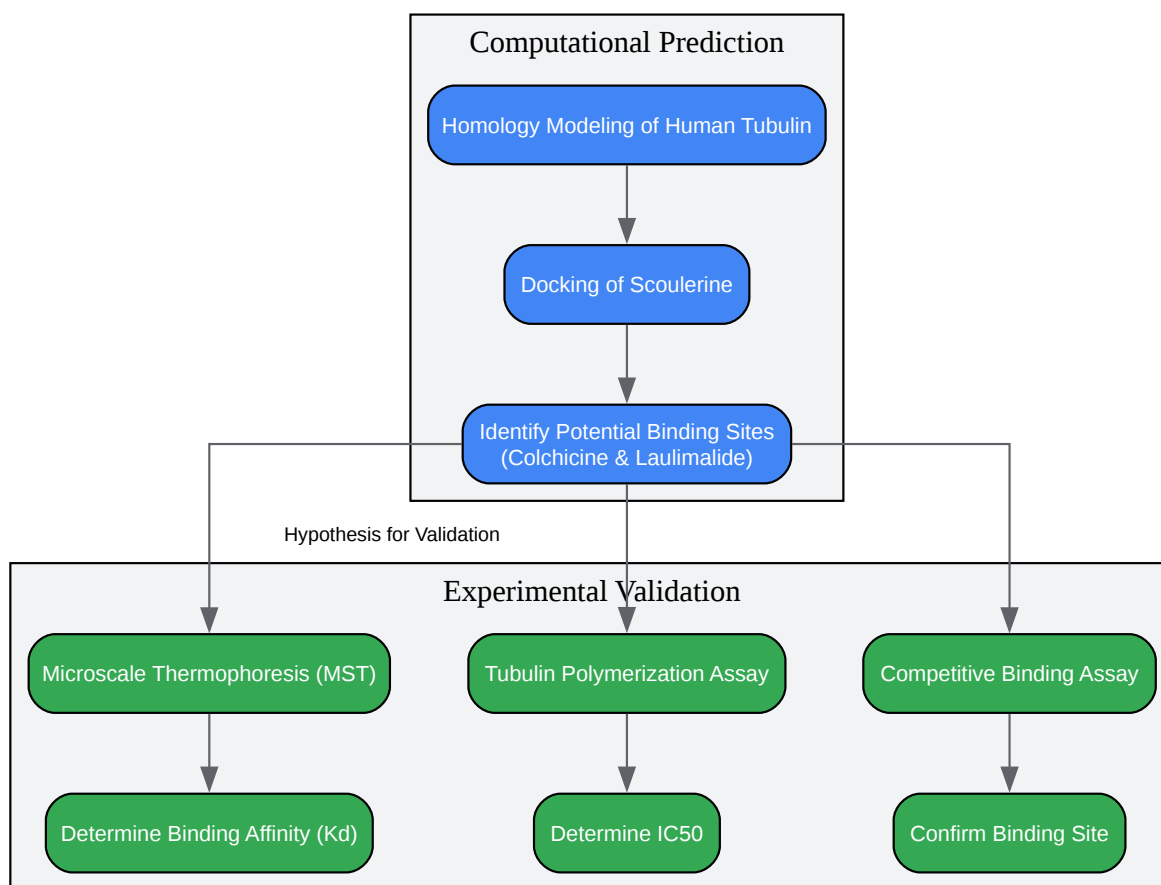 Computational Prediction
Homology Modeling of Human Tubulin
Docking of Scoulerine
Identify Potential Binding Sites
(Colchicine & Laulimalide)
Hypothesis for Validation
Experimental Validation
Microscale Thermophoresis (MST)
Tubulin Polymerization Assay
Competitive Binding Assay
Determine Binding Affinity (Kd)
Determine IC50
Confirm Binding Site